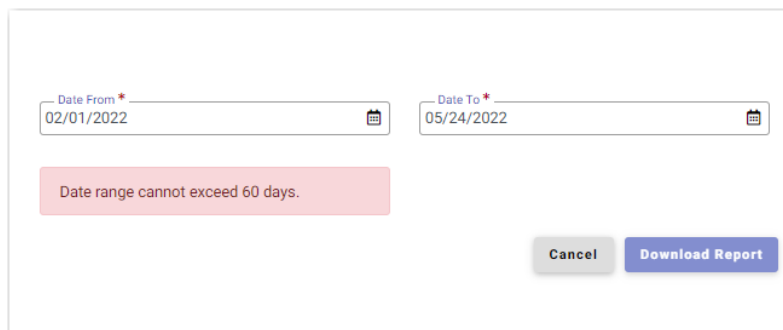 Date From *
Date To *
02/01/2022
05/24/2022
Date range cannot exceed 60 days.
Cancel
Download Report